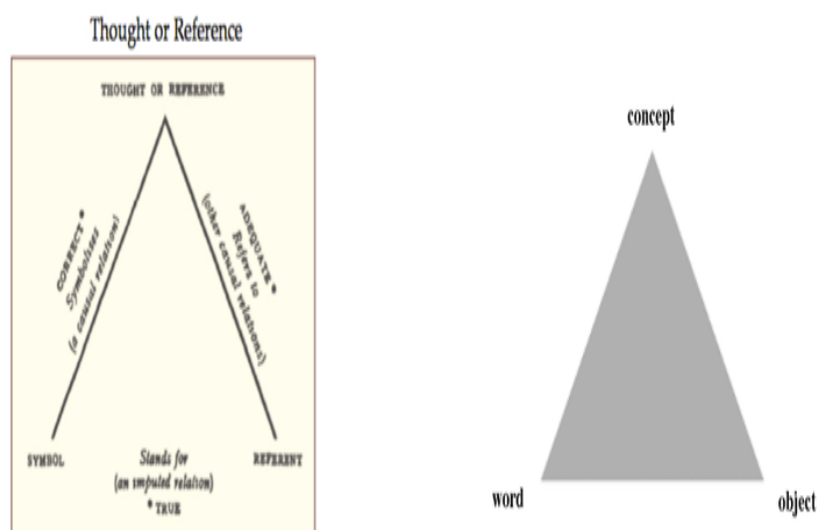 Thought or Reference
THOUGHT OR REFERENCE
CORRECT*
Symbolises
(a causal relation)
ADEQUATE*
Refers to
(other causal relations)
SYMBOL
REFERENT
Stands for
(an imputed relation)
* TRUE
concept
word
object